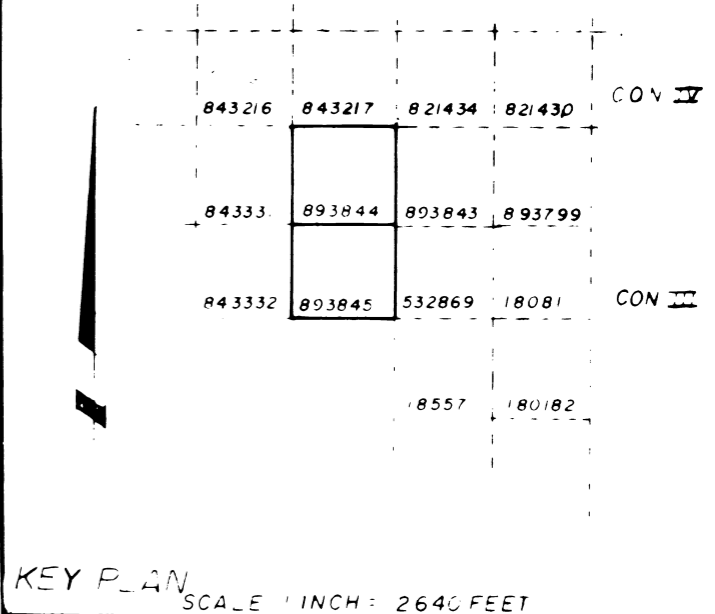 843216 843217 821434 821430 CON IV
84333 893844 893843 893799
843332 893845 532869 18081 CON III
18557 180182
KEY PLAN
SCALE 1 INCH = 2640 FEET